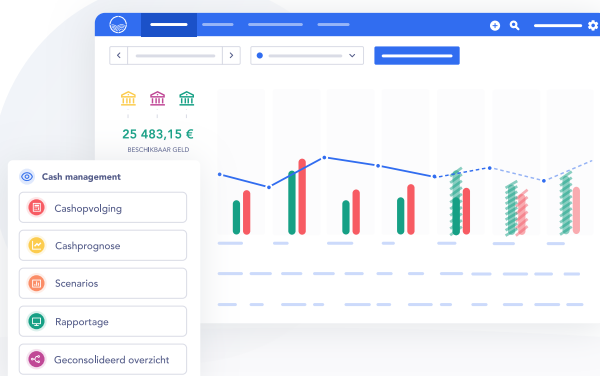 25 483,15 €
BESCHIKBAAR GELD
Cash management
Cashopvolging
Cashprognose
Scenarios
Rapportage
Geconsolideerd overzicht